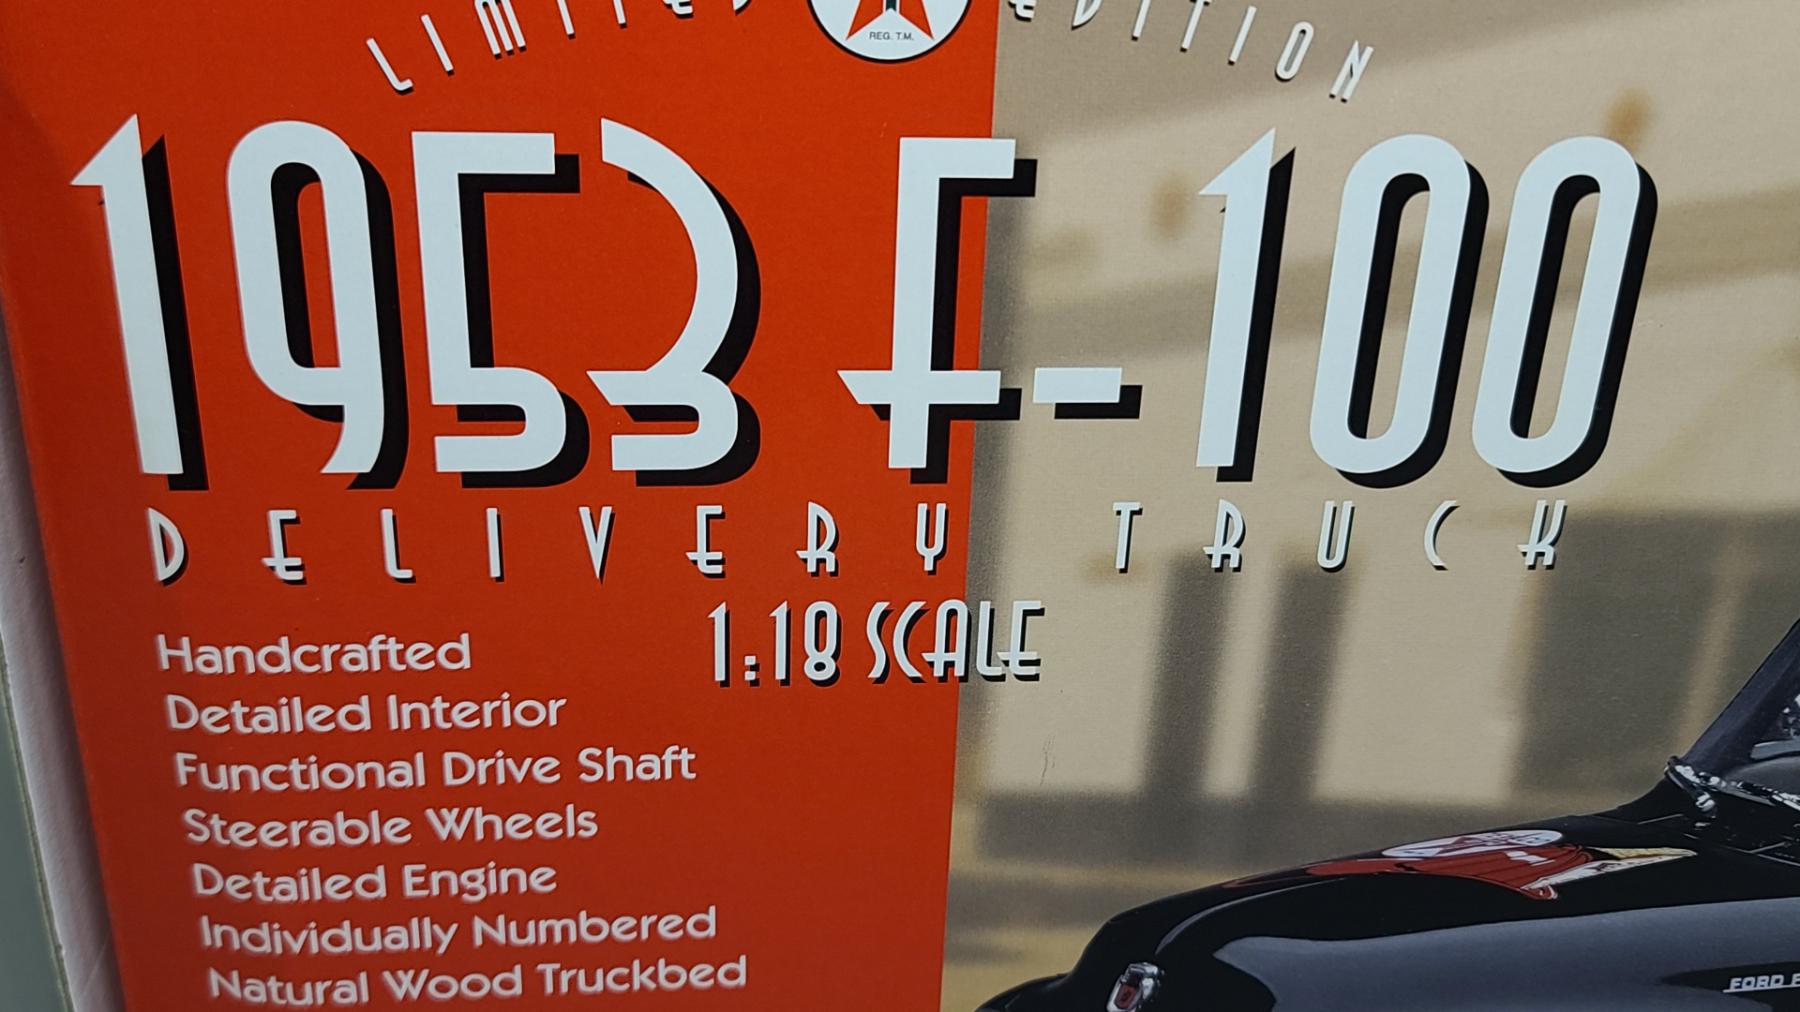 LIMITED EDITION
REG. T.M.
1953 F-100
DELIVERY TRUCK
1:18 SCALE
Handcrafted
Detailed Interior
Functional Drive Shaft
Steerable Wheels
Detailed Engine
Individually Numbered
Natural Wood Truckbed
FORD